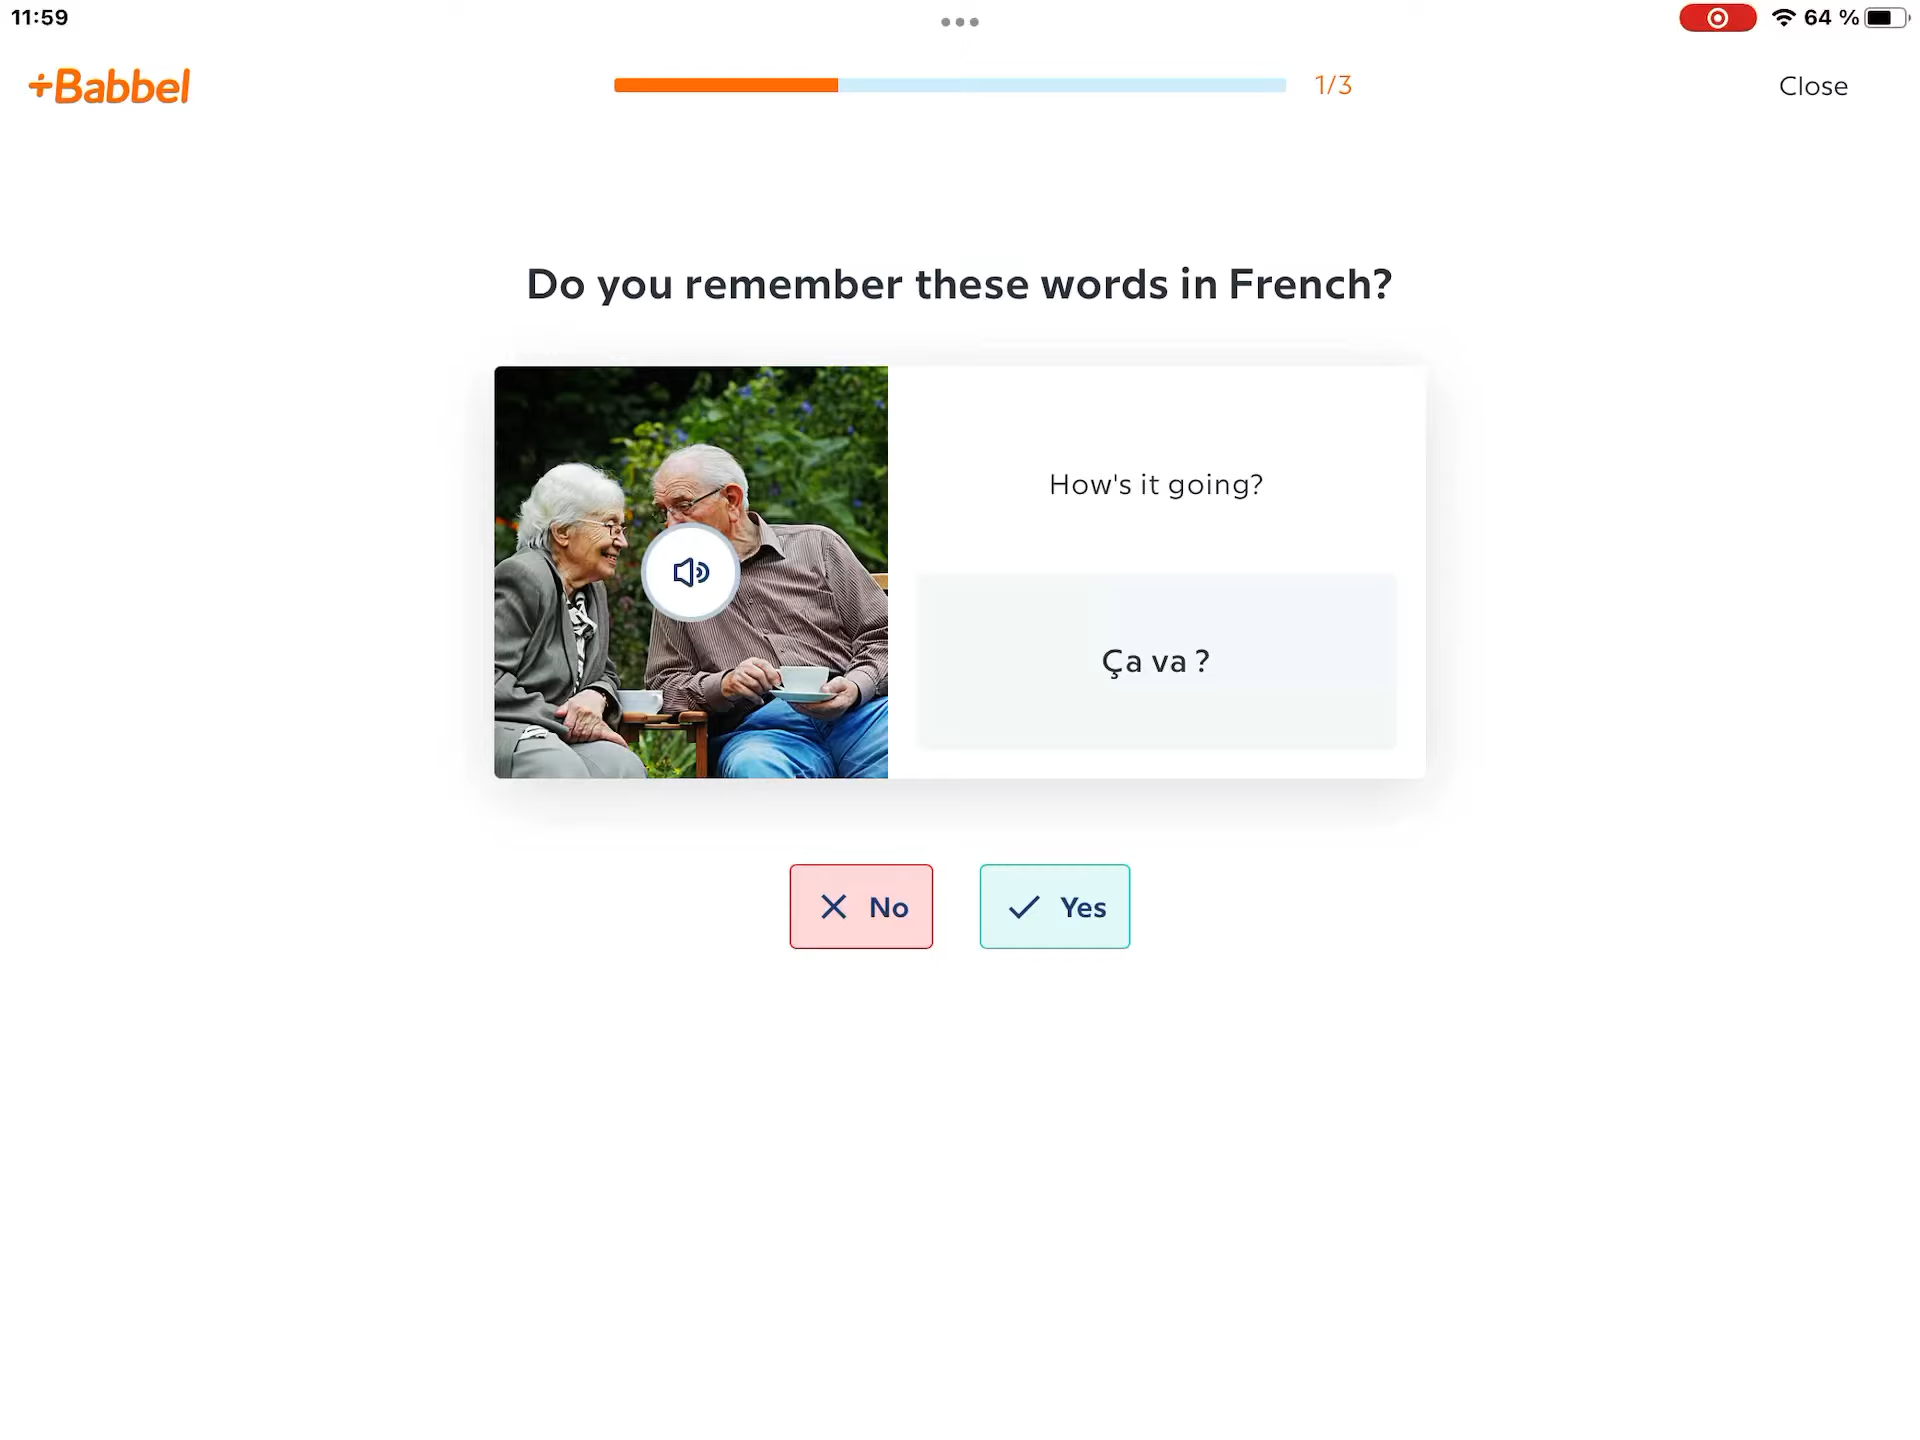 11:59
64 %
+Babbel
1/3
Close
Do you remember these words in French?
How's it going?
Ça va ?
No
Yes